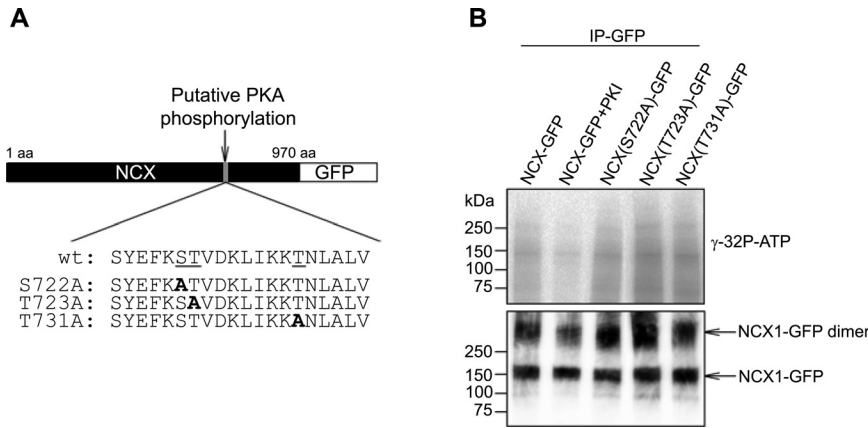 A
Putative PKA
phosphorylation
1 aa
970 aa
NCX
GFP
wt: SYEFKSTVDKLIKKTNLALV
S722A: SYEFKATVDKLIKKTNLALV
T723A: SYEFKSAVDKLIKKTNLALV
T731A: SYEFKSTVDKLIKKANLALV
B
IP-GFP
NCX-GFP
NCX-GFP+PKI
NCX(S722A)-GFP
NCX(T723A)-GFP
NCX(T731A)-GFP
kDa
250
150
100
75
γ-32P-ATP
250
150
100
75
NCX1-GFP dimer
NCX1-GFP